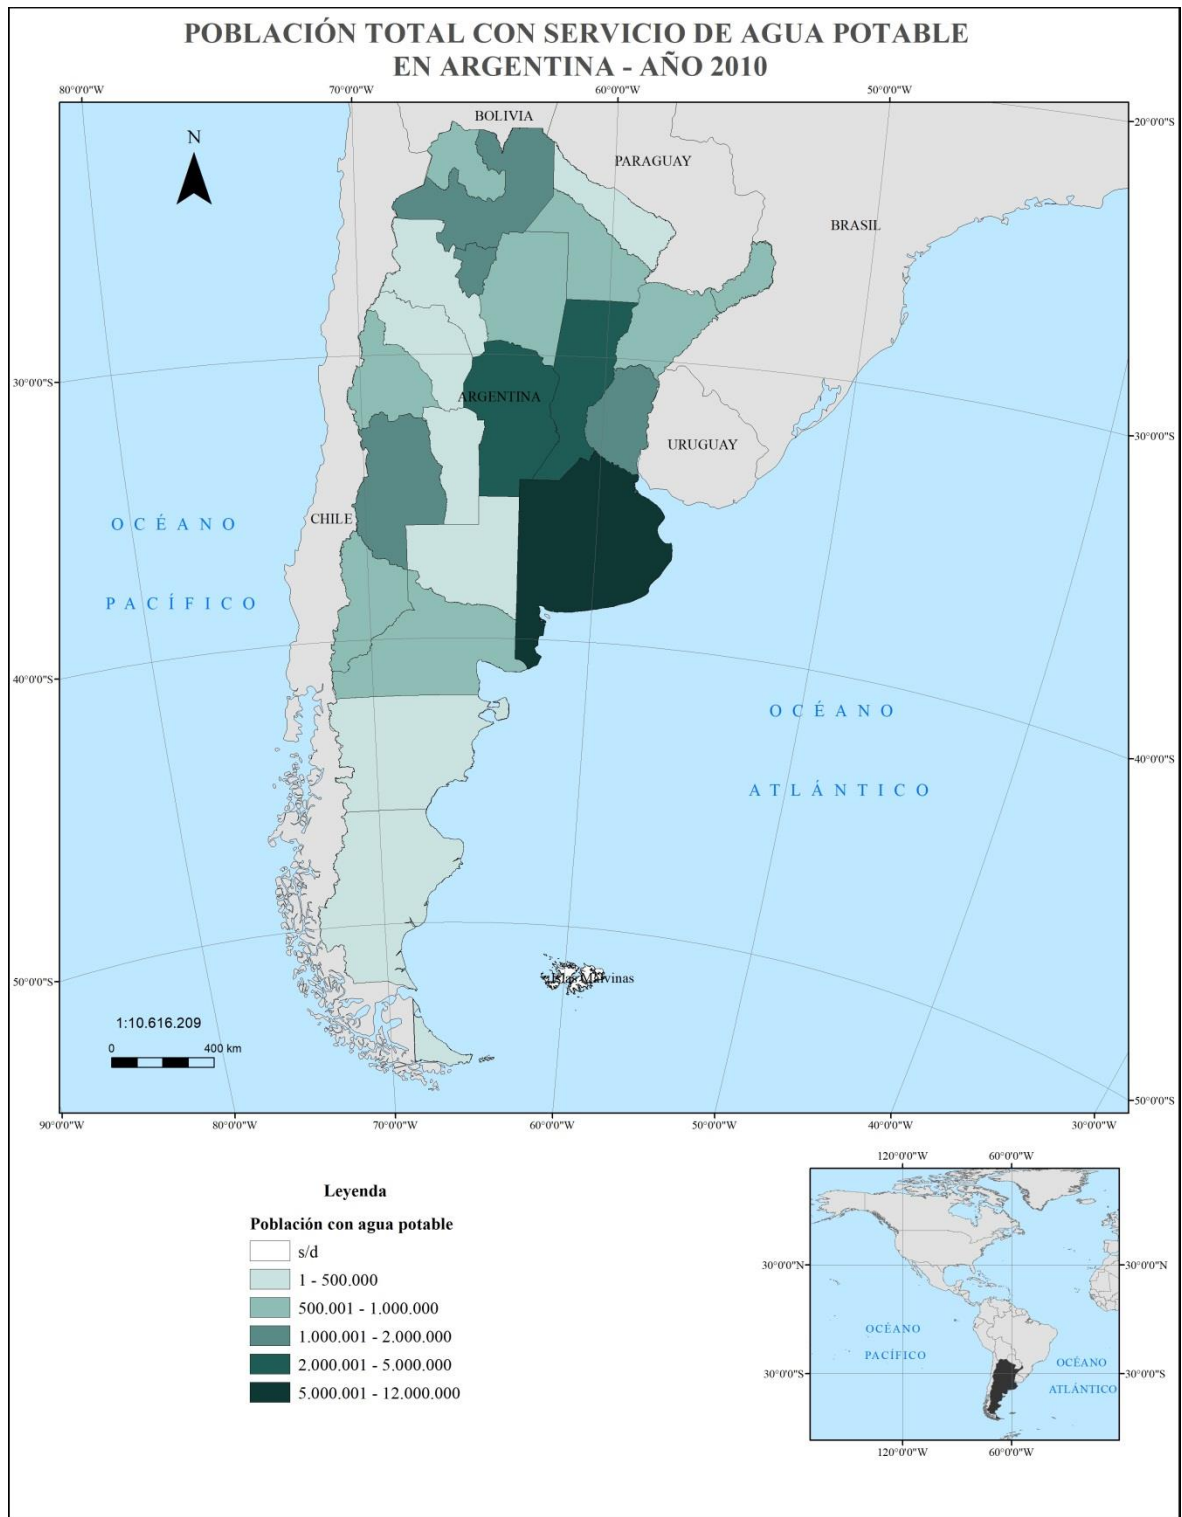 POBLACIÓN TOTAL CON SERVICIO DE AGUA POTABLE
EN ARGENTINA - AÑO 2010
80°0'0"W
70°0'0"W
60°0'0"W
50°0'0"W
BOLIVIA
20°0'0"S
N
PARAGUAY
BRASIL
30°0'0"S
ARGENTINA
30°0'0"S
URUGUAY
CHILE
OCÉANO
PACÍFICO
40°0'0"S
OCÉANO
40°0'0"S
ATLÁNTICO
50°0'0"S
Islas Malvinas
1:10.616.209
0 400 km
50°0'0"S
90°0'0"W
80°0'0"W
70°0'0"W
60°0'0"W
50°0'0"W
40°0'0"W
30°0'0"W
Leyenda
Población con agua potable
s/d
1 - 500.000
500.001 - 1.000.000
1.000.001 - 2.000.000
2.000.001 - 5.000.000
5.000.001 - 12.000.000
120°0'0"W
60°0'0"W
30°0'0"N
30°0'0"N
OCÉANO
PACÍFICO
OCÉANO
ATLÁNTICO
30°0'0"S
30°0'0"S
120°0'0"W
60°0'0"W